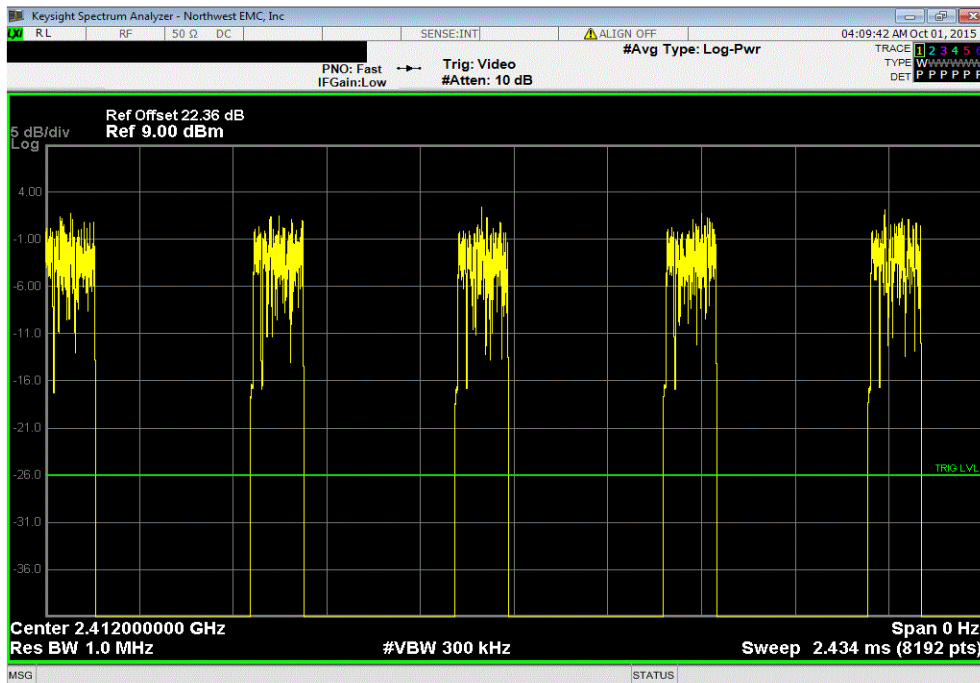 Keysight Spectrum Analyzer - Northwest EMC, Inc
LXI RL RF 50 Ω DC SENSE:INT ALIGN OFF 04:09:42 AM Oct 01, 2015
#Avg Type: Log-Pwr
TRACE 1 2 3 4 5 6
PNO: Fast Trig: Video
TYPE WWWWWW
IFGain:Low #Atten: 10 dB
DET P P P P P P
Ref Offset 22.36 dB
5 dB/div Ref 9.00 dBm
Log
4.00
-1.00
-6.00
-11.0
-16.0
-21.0
-26.0
TRIG LVL
-31.0
-36.0
Center 2.412000000 GHz Span 0 Hz
Res BW 1.0 MHz #VBW 300 kHz Sweep 2.434 ms (8192 pts)
MSG STATUS